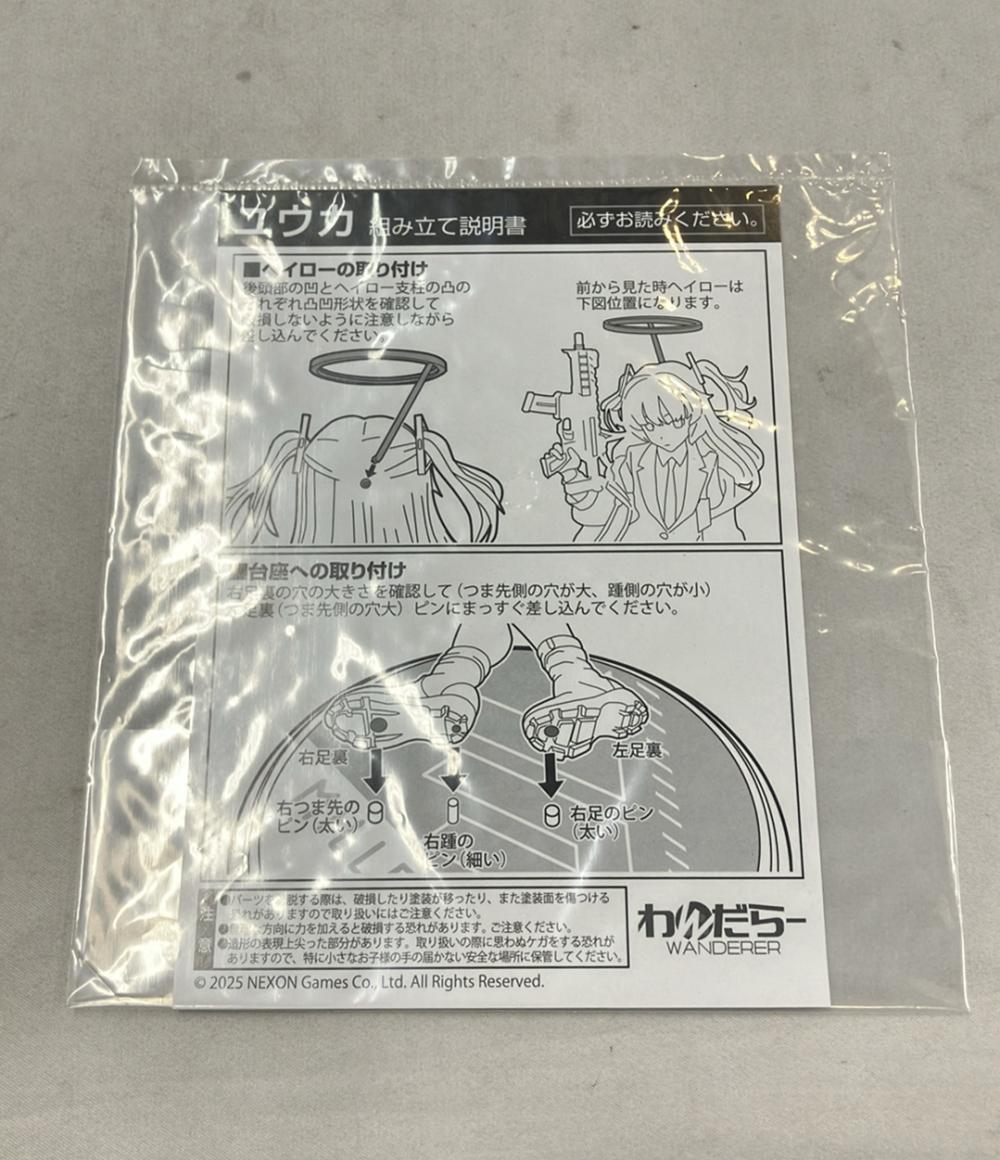 ユウカ 組み立て説明書
必ずお読みください。
■ヘイローの取り付け
後頭部の凹とヘイロー支柱の凸の
それぞれ凸凹形状を確認して
破損しないように注意しながら
差し込んでください。
前から見た時ヘイローは
下図位置になります。
■台座への取り付け
右足裏の穴の大きさを確認して(つま先側の穴が大、踵側の穴が小)
足裏(つま先側の穴大)ピンにまっすぐ差し込んでください。
右足裏
左足裏
右つま先の
ピン(太い)
右踵の
ピン(細い)
右足のピン
(太い)
注意
●パーツを脱する際は、破損したり塗装が移ったり、また塗装面を傷つける
恐れがありますので取り扱いにはご注意ください。
●方向に力を加えると破損する恐れがあります。ご注意ください。
●造形の表現上尖った部分があります。取り扱いの際に思わぬケガをする恐れが
ありますので、特に小さなお子様の手の届かない安全な場所に保管してください。
わんだらー
WANDERER
© 2025 NEXON Games Co., Ltd. All Rights Reserved.